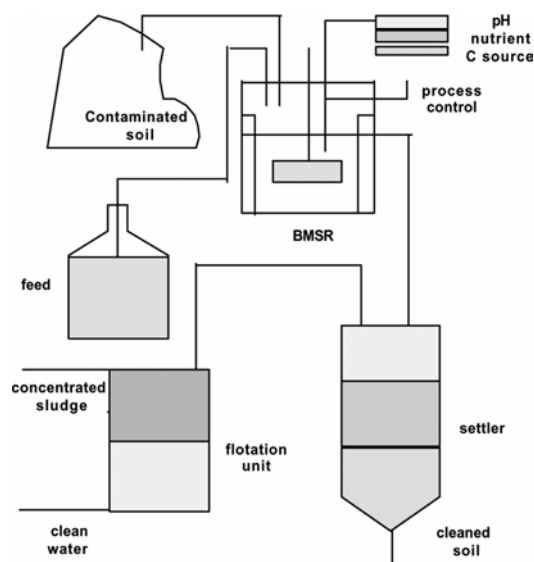 pH
nutrient
C source
process
control
Contaminated
soil
BMSR
feed
concentrated
sludge
flotation
unit
settler
clean
water
cleaned
soil